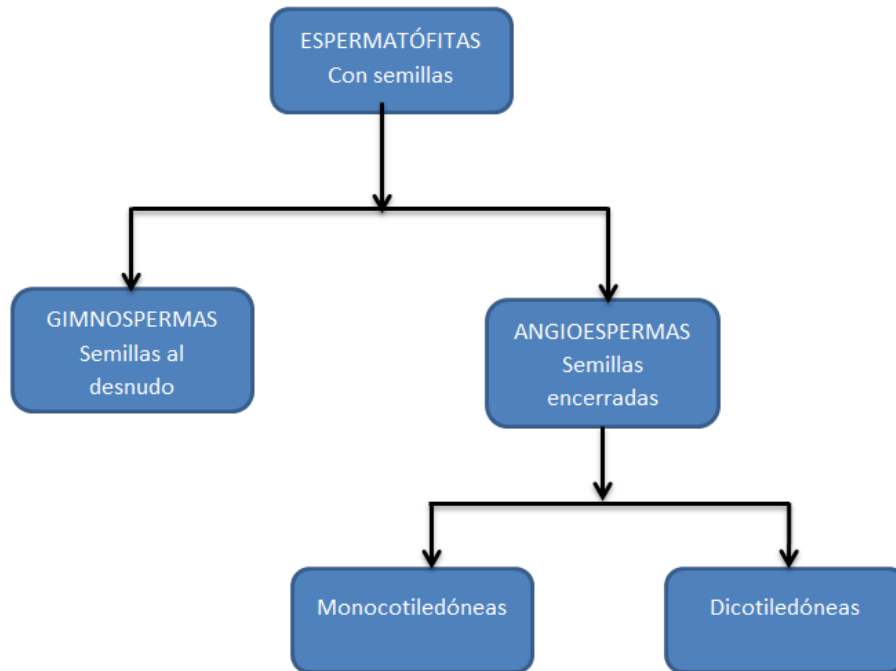 ESPERMATÓFITAS
Con semillas
GIMNOSPERMAS
Semillas al
desnudo
ANGIOESPERMAS
Semillas
encerradas
Monocotiledóneas
Dicotiledóneas